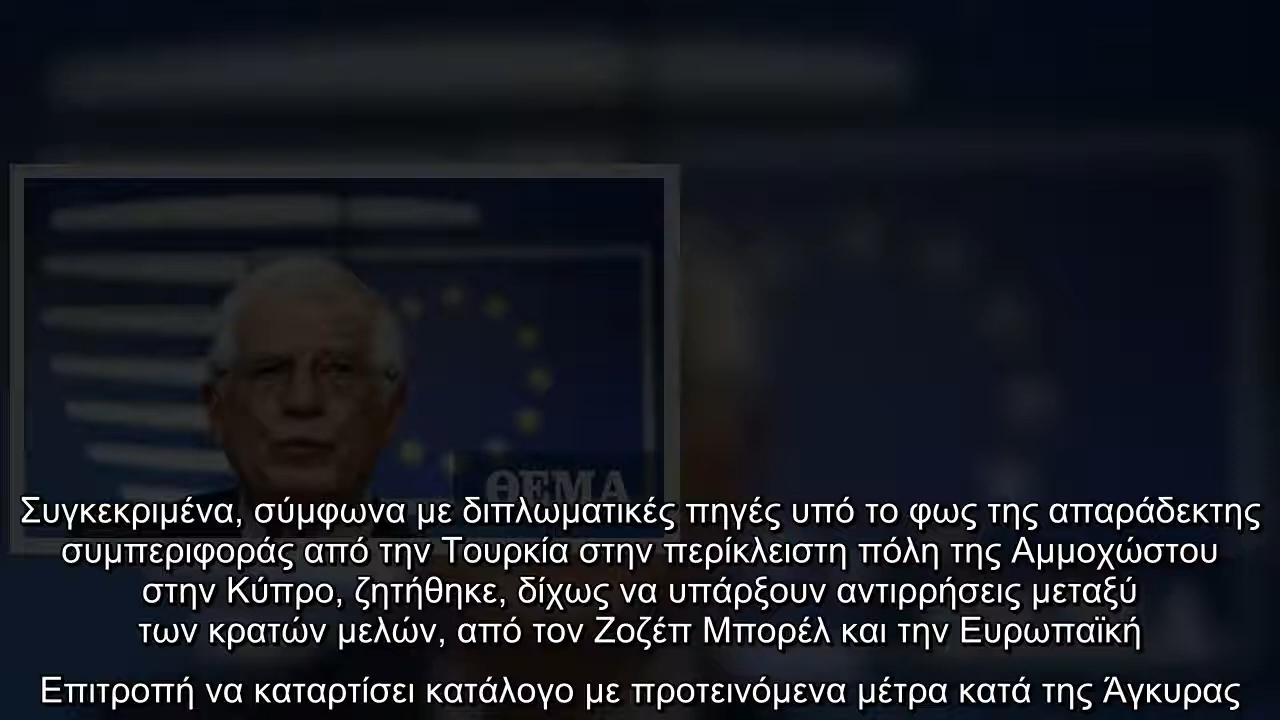 ΘΕΜΑ
Συγκεκριμένα, σύμφωνα με διπλωματικές πηγές υπό το φως της απαράδεκτης
συμπεριφοράς από την Τουρκία στην περίκλειστη πόλη της Αμμοχώστου
στην Κύπρο, ζητήθηκε, δίχως να υπάρξουν αντιρρήσεις μεταξύ
των κρατών μελών, από τον Ζοζέπ Μπορέλ και την Ευρωπαϊκή
Επιτροπή να καταρτίσει κατάλογο με προτεινόμενα μέτρα κατά της Άγκυρας